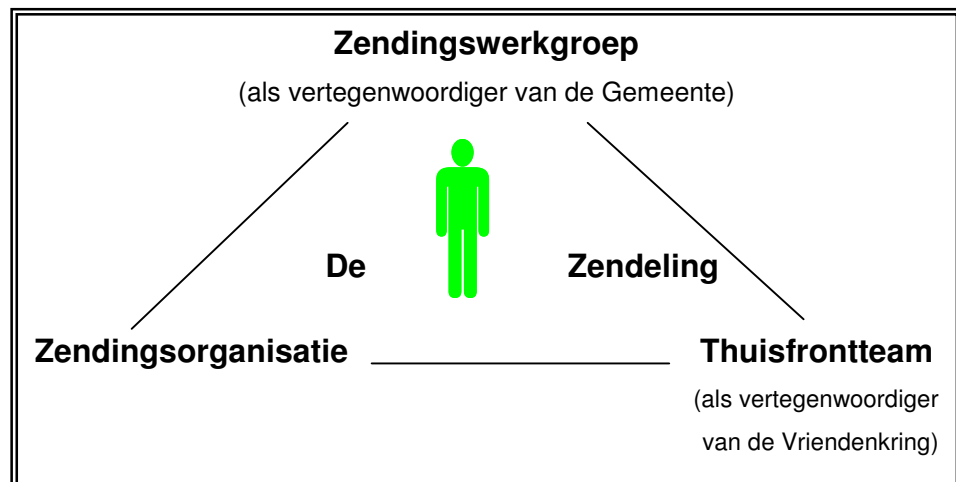 Zendingswerkgroep
(als vertegenwoordiger van de Gemeente)
De Zendeling
Zendingsorganisatie Thuisfrontteam
(als vertegenwoordiger
van de Vriendenkring)